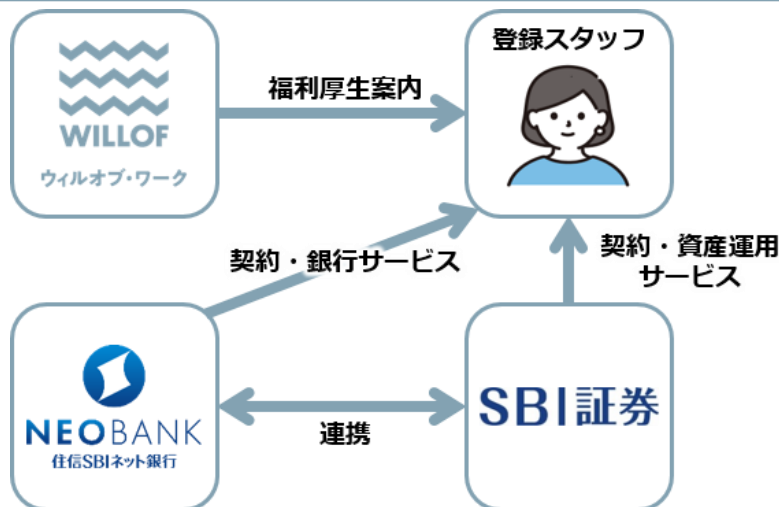 登録スタッフ
福利厚生案内
WILLOF
ウィルオブ・ワーク
契約・銀行サービス
契約・資産運用
サービス
NEOBANK
住信SBIネット銀行
連携
SBI証券